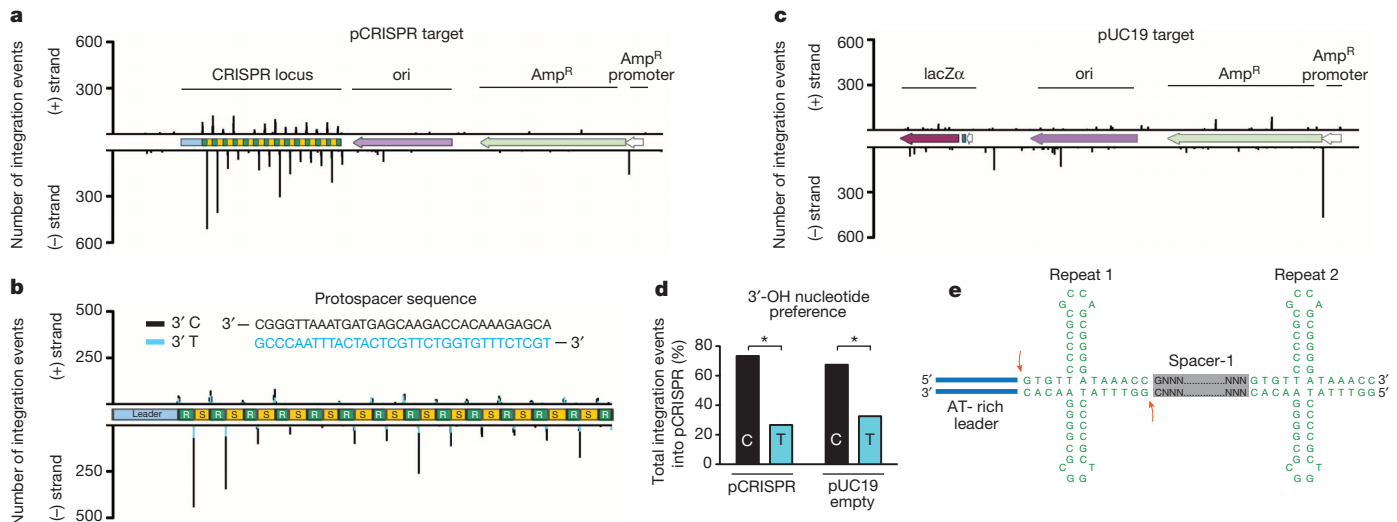 a
pCRISPR target
Number of integration events
(+) strand
(–) strand
600
300
300
600
CRISPR locus
ori
AmpR
AmpR promoter
b
Protospacer sequence
3′ C
3′ T
3′ — CGGGTTAAATGATGAGCAAGACCACAAAGAGCA
GCCCAATTTACTACTCGTTCTGGTGTTTCTCGT — 3′
Number of integration events
(+) strand
(–) strand
500
250
250
500
Leader R S R S R S R S R S R S R S R S R S R S R S R S R S R
c
pUC19 target
Number of integration events
(+) strand
(–) strand
600
300
300
600
lacZα
ori
AmpR
AmpR promoter
d
3′-OH nucleotide
preference
Total integration events
into pCRISPR (%)
80
60
40
20
0
*
*
C
T
C
T
pCRISPR
pUC19
empty
e
Repeat 1
Repeat 2
Spacer-1
5′
3′
AT- rich
leader
GTGTTATAAACC
CACAATATTTGG
GNNN............NNN
CNNN............NNN
GTGTTATAAACC
CACAATATTTGG
3′
5′